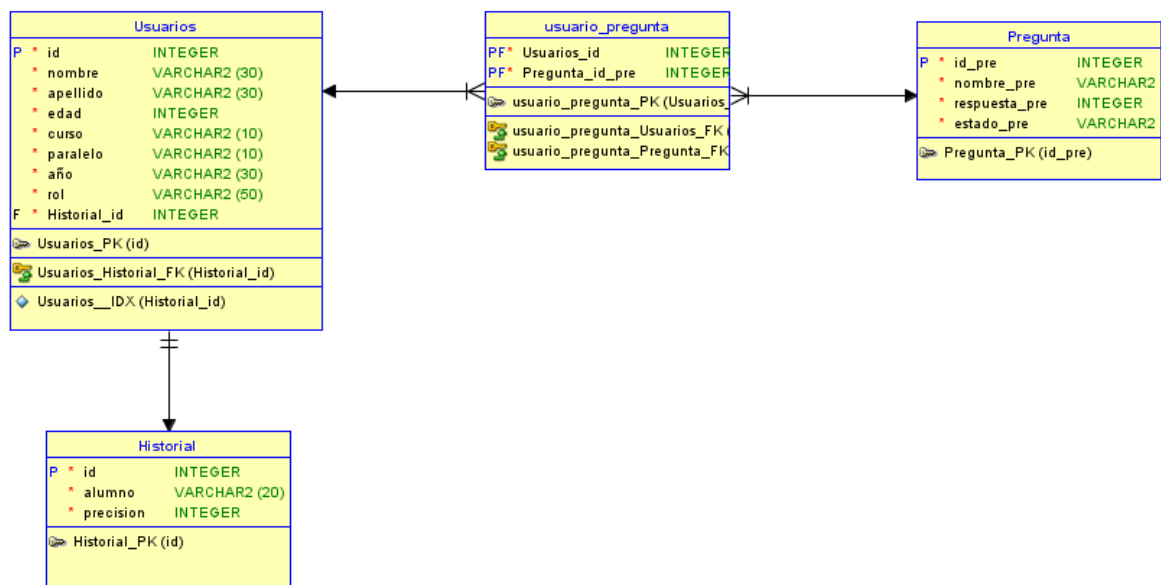 Usuarios
P * id INTEGER
* nombre VARCHAR2 (30)
* apellido VARCHAR2 (30)
* edad INTEGER
* curso VARCHAR2 (10)
* paralelo VARCHAR2 (10)
* año VARCHAR2 (30)
* rol VARCHAR2 (50)
F * Historial_id INTEGER
Usuarios_PK (id)
Usuarios_Historial_FK (Historial_id)
Usuarios__IDX (Historial_id)
usuario_pregunta
PF* Usuarios_id INTEGER
PF* Pregunta_id_pre INTEGER
usuario_pregunta_PK (Usuarios_
usuario_pregunta_Usuarios_FK (
usuario_pregunta_Pregunta_FK
Pregunta
P * id_pre INTEGER
* nombre_pre VARCHAR2
* respuesta_pre INTEGER
* estado_pre VARCHAR2
Pregunta_PK (id_pre)
Historial
P * id INTEGER
* alumno VARCHAR2 (20)
* precision INTEGER
Historial_PK (id)